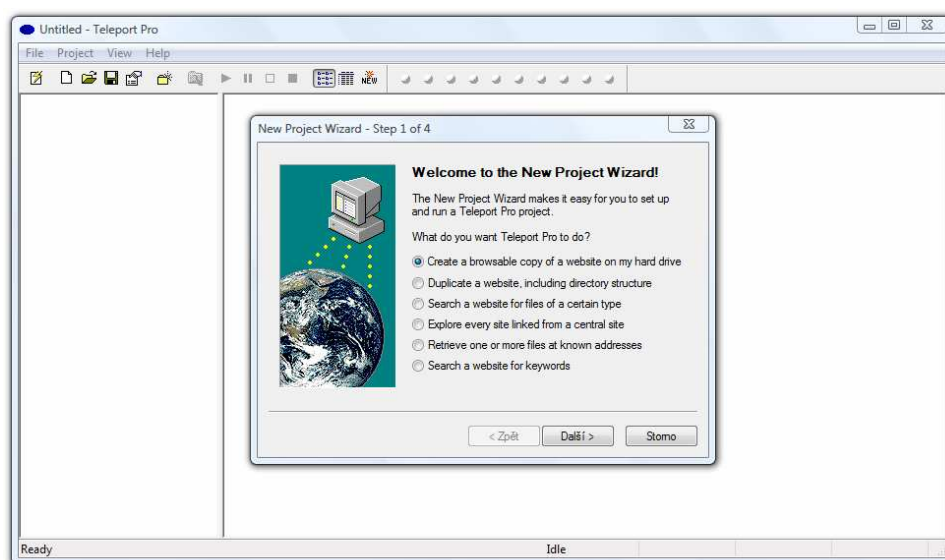 Untitled - Teleport Pro
File Project View Help
NEW
New Project Wizard - Step 1 of 4
Welcome to the New Project Wizard!
The New Project Wizard makes it easy for you to set up
and run a Teleport Pro project.
What do you want Teleport Pro to do?
Create a browsable copy of a website on my hard drive
Duplicate a website, including directory structure
Search a website for files of a certain type
Explore every site linked from a central site
Retrieve one or more files at known addresses
Search a website for keywords
< Zpět Další > Storno
Ready Idle